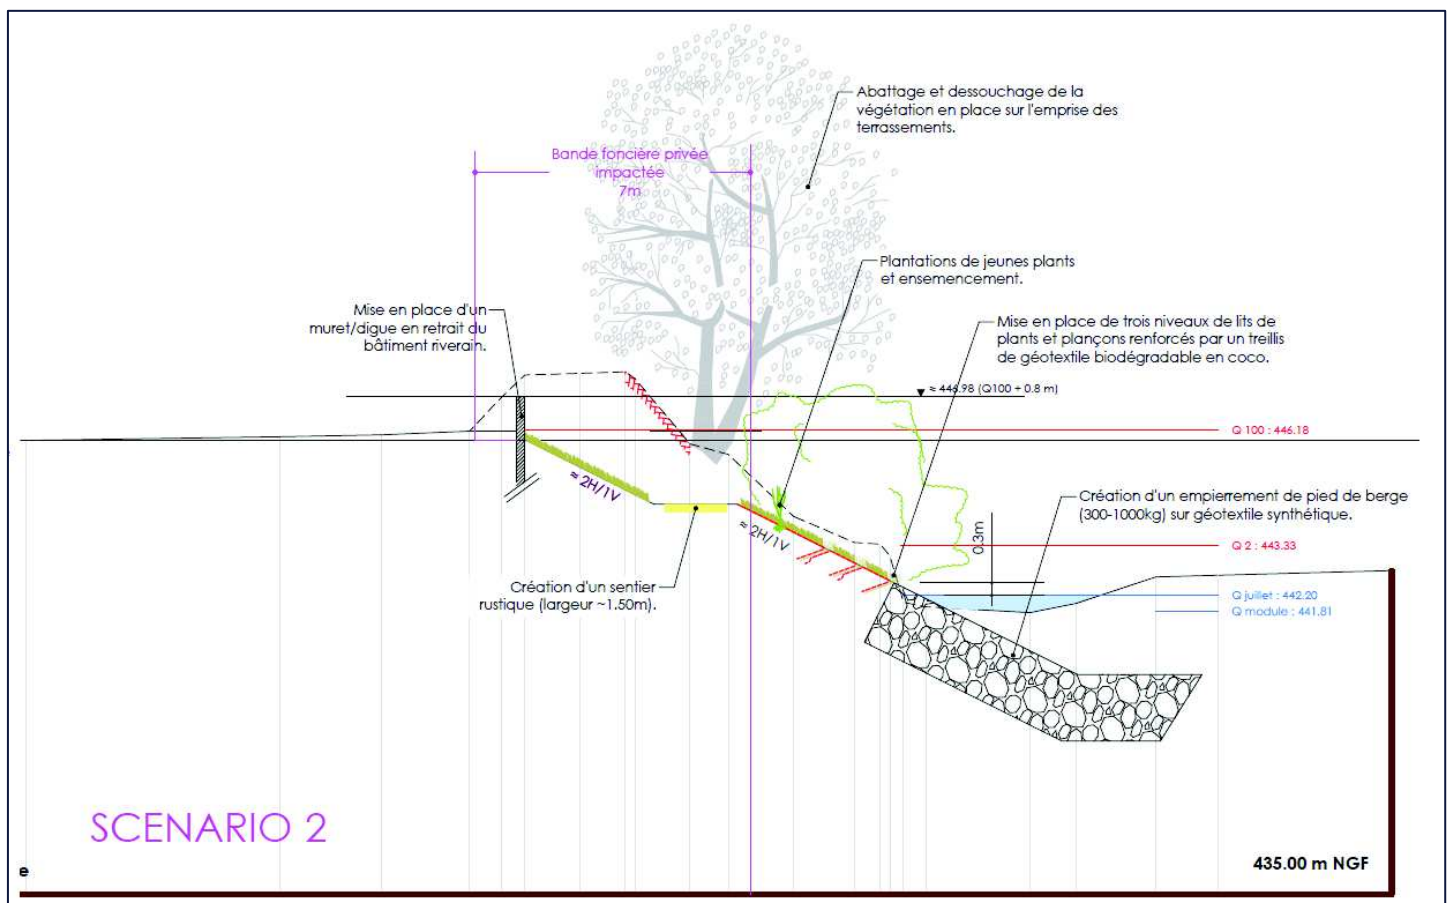 Abattage et dessouchage de la
végétation en place sur l'emprise des
terrassements.
Bande foncière privée
impactée
7m
Plantations de jeunes plants
et ensemencement.
Mise en place d'un
muret/digue en retrait du
bâtiment riverain.
Mise en place de trois niveaux de lits de
plants et plançons renforcés par un treillis
de géotextile biodégradable en coco.
≈ 446.98 (Q100 + 0.8 m)
Q 100 : 446.18
≈ 2H/1V
Création d'un empierrement de pied de berge
(300-1000kg) sur géotextile synthétique.
≈ 2H/1V
0.3m
Q 2 : 443.33
Création d'un sentier
rustique (largeur ~1.50m).
Q juillet : 442.20
Q module : 441.81
SCENARIO 2
e
435.00 m NGF